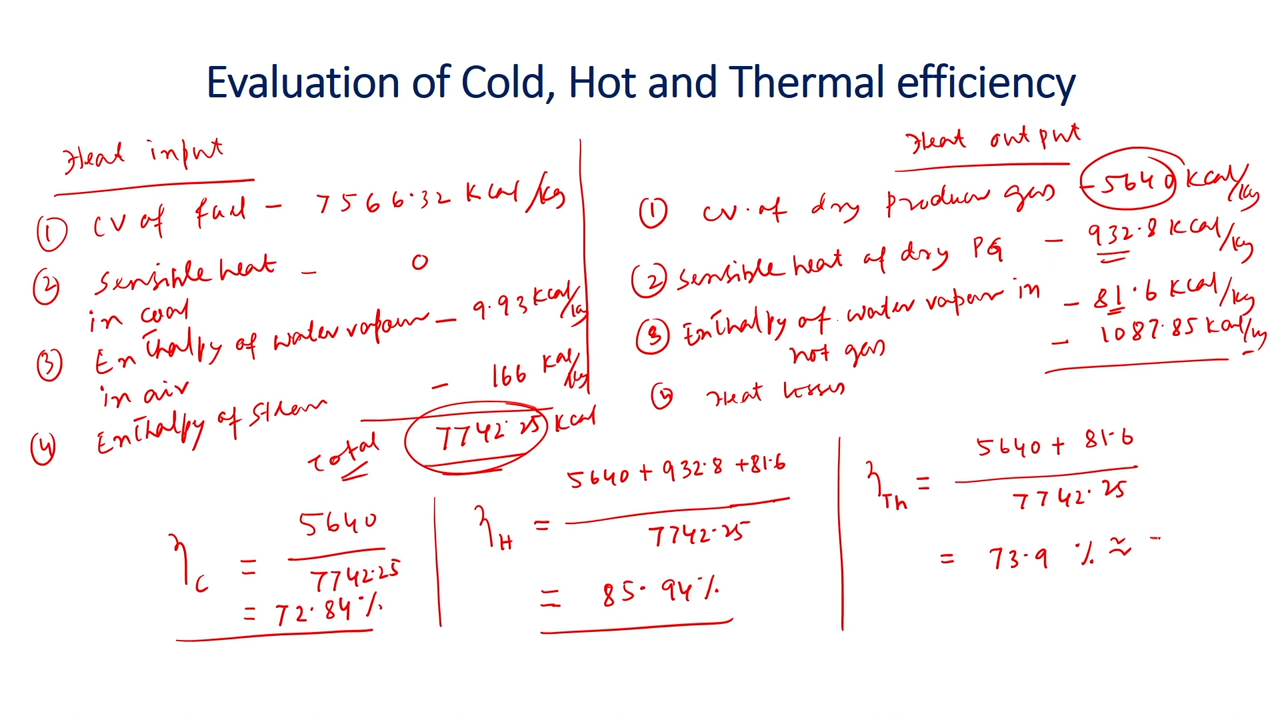 Evaluation of Cold, Hot and Thermal efficiency
Heat input
① CV of fuel - 7566.32 Kcal/kg
② Sensible heat - 0
in coal
③ Enthalpy of water vapour - 9.93 Kcal/kg
in air
④ Enthalpy of Steam - 166 Kcal/kg
Total 7742.25 Kcal
Heat output
① CV. of dry producer gas - 5640 Kcal/kg
② Sensible heat of dry PG - 932.8 Kcal/kg
③ Enthalpy of water vapour in - 81.6 Kcal/kg
hot gas
④ Heat losses - 1087.85 Kcal/kg
η_C = 5640 / 7742.25
= 72.84 %
η_H = 5640 + 932.8 + 81.6 / 7742.25
= 85.94 %
η_Th = 5640 + 81.6 / 7742.25
= 73.9 % ≈